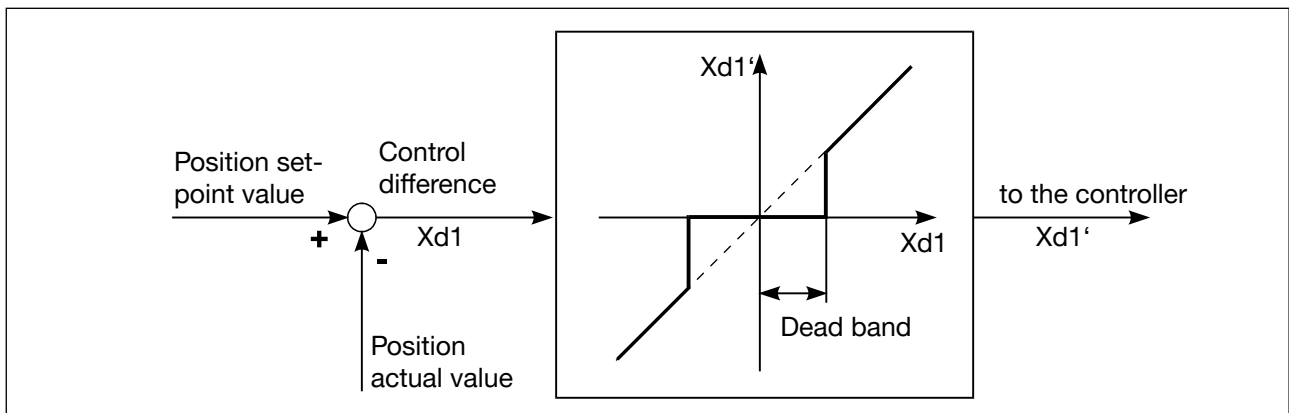 Position set-
point value
+
-
Position
actual value
Control
difference
Xd1
Xd1‘
Xd1
Dead band
to the controller
Xd1‘